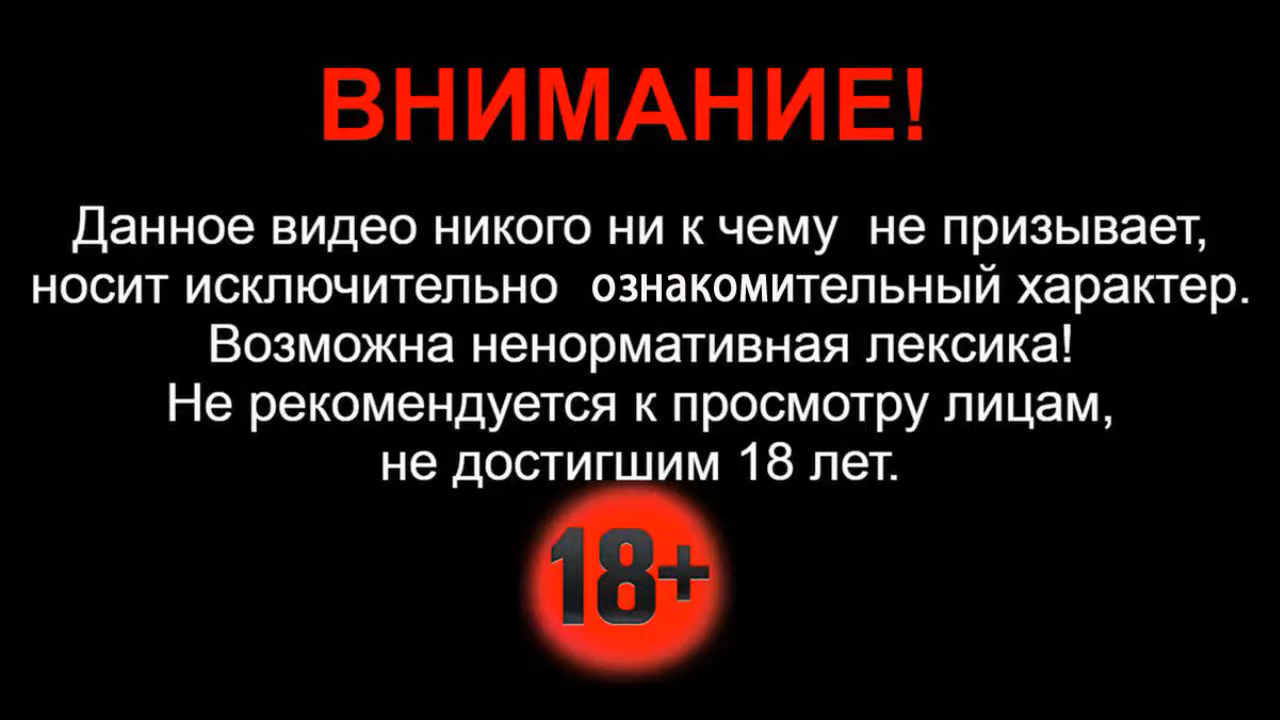 ВНИМАНИЕ!
Данное видео никого ни к чему не призывает,
носит исключительно ознакомительный характер.
Возможна ненормативная лексика!
Не рекомендуется к просмотру лицам,
не достигшим 18 лет.
18+